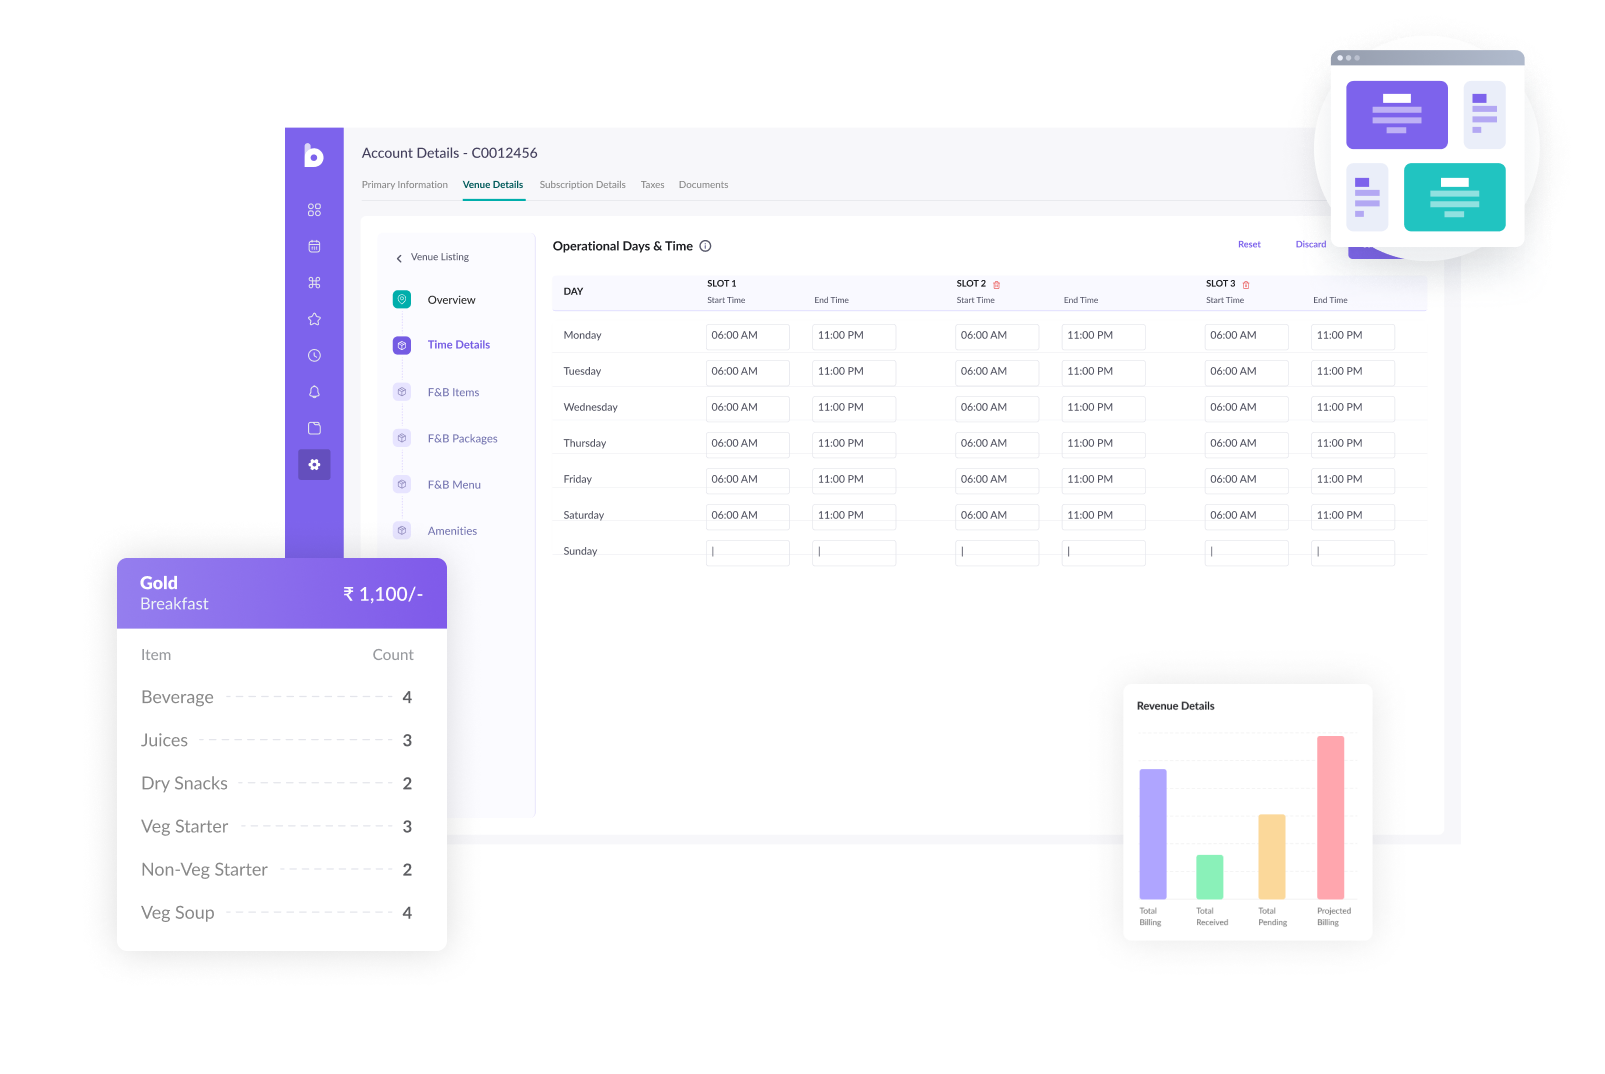 Account Details - C0012456
Primary Information Venue Details Subscription Details Taxes Documents
Venue Listing
Overview
Time Details
F&B Items
F&B Packages
F&B Menu
Amenities
Operational Days & Time
Reset Discard
DAY SLOT 1 SLOT 2 SLOT 3
Start Time End Time Start Time End Time Start Time End Time
Monday 06:00 AM 11:00 PM 06:00 AM 11:00 PM 06:00 AM 11:00 PM
Tuesday 06:00 AM 11:00 PM 06:00 AM 11:00 PM 06:00 AM 11:00 PM
Wednesday 06:00 AM 11:00 PM 06:00 AM 11:00 PM 06:00 AM 11:00 PM
Thursday 06:00 AM 11:00 PM 06:00 AM 11:00 PM 06:00 AM 11:00 PM
Friday 06:00 AM 11:00 PM 06:00 AM 11:00 PM 06:00 AM 11:00 PM
Saturday 06:00 AM 11:00 PM 06:00 AM 11:00 PM 06:00 AM 11:00 PM
Sunday | | | | | |
Gold
Breakfast
₹ 1,100/-
Item Count
Beverage 4
Juices 3
Dry Snacks 2
Veg Starter 3
Non-Veg Starter 2
Veg Soup 4
Revenue Details
Total Billing
Total Received
Total Pending
Projected Billing